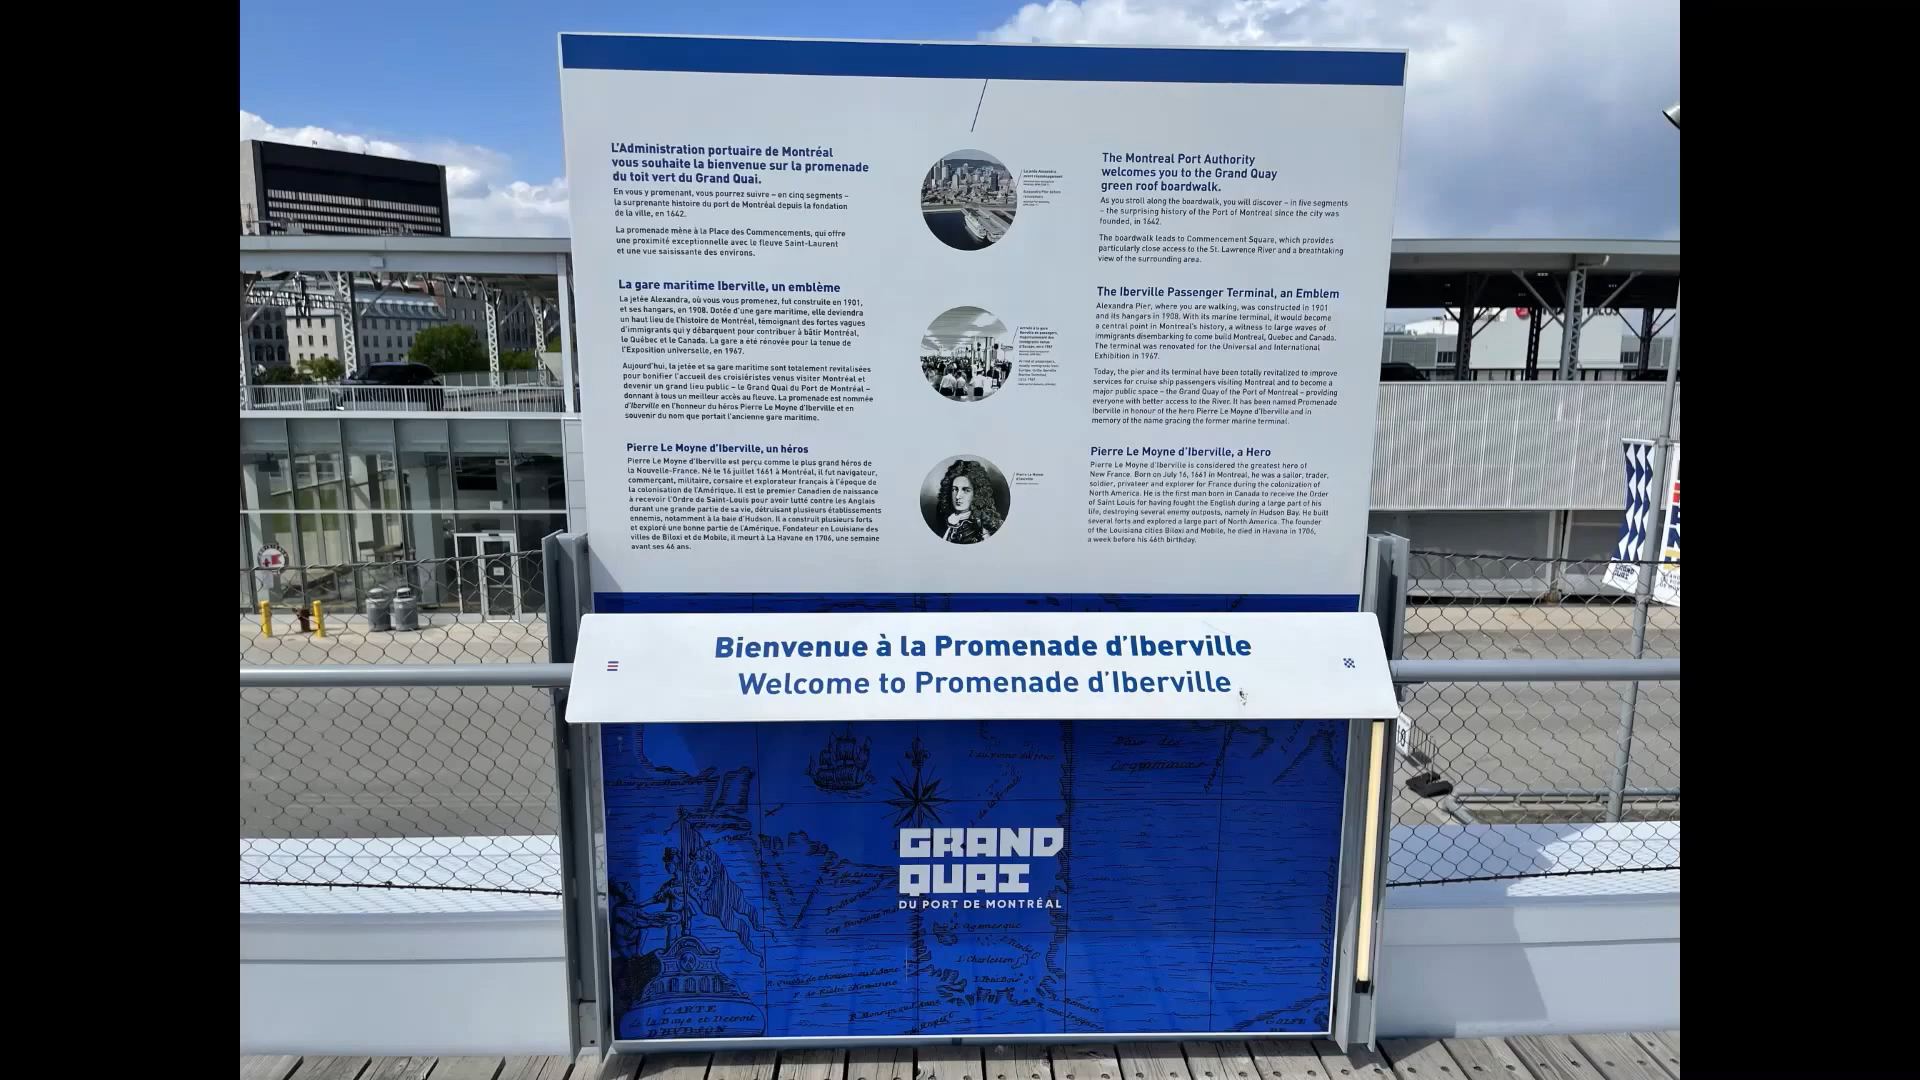 L'Administration portuaire de Montréal
vous souhaite la bienvenue sur la promenade
du toit vert du Grand Quai.
En vous y promenant, vous pourrez suivre – en cinq segments –
la surprenante histoire du port de Montréal depuis la fondation
de la ville, en 1642.
La promenade mène à la Place des Commencements, qui offre
une proximité exceptionnelle avec le fleuve Saint-Laurent
et une vue saisissante des environs.
La gare maritime Iberville, un emblème
La jetée Alexandra, où vous vous promenez, fut construite en 1901,
et ses hangars, en 1908. Dotée d'une gare maritime, elle deviendra
un haut lieu de l'histoire de Montréal, témoignant des fortes vagues
d'immigrants qui y débarquent pour contribuer à bâtir Montréal,
le Québec et le Canada. La gare a été rénovée pour la tenue de
l'Exposition universelle, en 1967.
Aujourd'hui, la jetée et sa gare maritime sont totalement revitalisées
pour bonifier l'accueil des croisiéristes venus visiter Montréal et
devenir un grand lieu public – le Grand Quai du Port de Montréal –
donnant à tous un meilleur accès au fleuve. La promenade est nommée
d'Iberville en l'honneur du héros Pierre Le Moyne d'Iberville et en
souvenir du nom que portait l'ancienne gare maritime.
Pierre Le Moyne d'Iberville, un héros
Pierre Le Moyne d'Iberville est perçu comme le plus grand héros de
la Nouvelle-France. Né le 16 juillet 1661 à Montréal, il fut navigateur,
commerçant, militaire, corsaire et explorateur français à l'époque de
la colonisation de l'Amérique. Il est le premier Canadien de naissance
à recevoir l'Ordre de Saint-Louis pour avoir lutté contre les Anglais
durant une grande partie de sa vie, détruisant plusieurs établissements
ennemis, notamment à la baie d'Hudson. Il a construit plusieurs forts
et exploré une bonne partie de l'Amérique. Fondateur en Louisiane des
villes de Biloxi et de Mobile, il meurt à La Havane en 1706, une semaine
avant ses 46 ans.
La jetée Alexandra
avant réaménagement
Alexandra Pier before
Pierre Le Moyne
d'Iberville
The Montreal Port Authority
welcomes you to the Grand Quay
green roof boardwalk.
As you stroll along the boardwalk, you will discover – in five segments
– the surprising history of the Port of Montreal since the city was
founded, in 1642.
The boardwalk leads to Commencement Square, which provides
particularly close access to the St. Lawrence River and a breathtaking
view of the surrounding area.
The Iberville Passenger Terminal, an Emblem
Alexandra Pier, where you are walking, was constructed in 1901
and its hangars in 1908. With its marine terminal, it would become
a central point in Montreal's history, a witness to large waves of
immigrants disembarking to come build Montreal, Quebec and Canada.
The terminal was renovated for the Universal and International
Exhibition in 1967.
Today, the pier and its terminal have been totally revitalized to improve
services for cruise ship passengers visiting Montreal and to become a
major public space – the Grand Quay of the Port of Montreal – providing
everyone with better access to the River. It has been named Promenade
Iberville in honour of the hero Pierre Le Moyne d'Iberville and in
memory of the name gracing the former marine terminal.
Pierre Le Moyne d'Iberville, a Hero
Pierre Le Moyne d'Iberville is considered the greatest hero of
New France. Born on July 16, 1661 in Montreal, he was a sailor, trader,
soldier, privateer and explorer for France during the colonization of
North America. He is the first man born in Canada to receive the Order
of Saint Louis for having fought the English during a large part of his
life, destroying several enemy outposts, namely in Hudson Bay. He built
several forts and explored a large part of North America. The founder
of the Louisiana cities Biloxi and Mobile, he died in Havana in 1706,
a week before his 46th birthday.
Bienvenue à la Promenade d'Iberville
Welcome to Promenade d'Iberville
GRAND
QUAI
DU PORT DE MONTRÉAL
I. Charleston
CARTE
de la Baye et Detroit
D'HUDSON
GRAND
QUAI